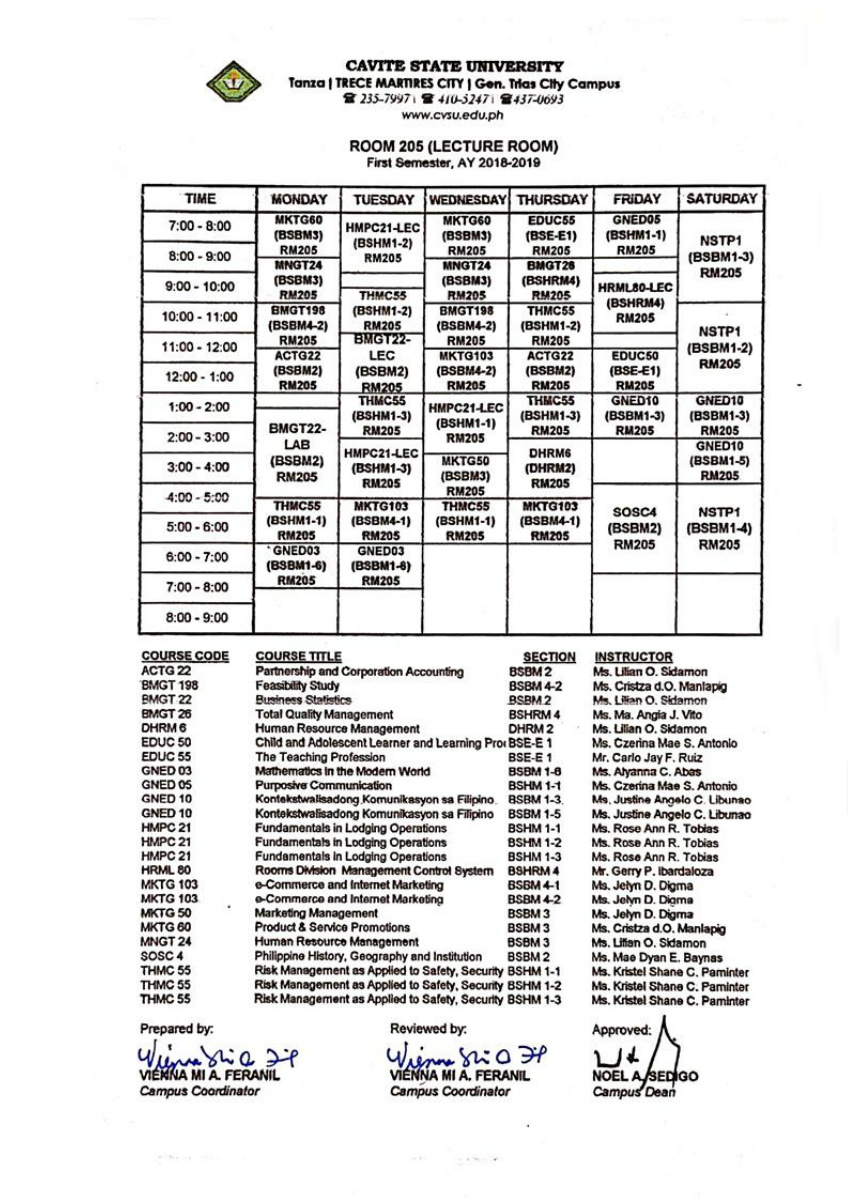 CAVITE STATE UNIVERSITY
Tanza | TRECE MARTIRES CITY | Gen. Trias City Campus
☎ 235-7997 | ☎ 410-5247 | ☎ 437-0693
www.cvsu.edu.ph
ROOM 205 (LECTURE ROOM)
First Semester, AY 2018-2019
TIME MONDAY TUESDAY WEDNESDAY THURSDAY FRIDAY SATURDAY
7:00 - 8:00
8:00 - 9:00
9:00 - 10:00
10:00 - 11:00
11:00 - 12:00
12:00 - 1:00
1:00 - 2:00
2:00 - 3:00
3:00 - 4:00
4:00 - 5:00
5:00 - 6:00
6:00 - 7:00
7:00 - 8:00
8:00 - 9:00
MKTG60
(BSBM3)
RM205
MNGT24
(BSBM3)
RM205
BMGT198
(BSBM4-2)
RM205
ACTG22
(BSBM2)
RM205
BMGT22-
LAB
(BSBM2)
RM205
THMC55
(BSHM1-1)
RM205
GNED03
(BSBM1-6)
RM205
HMPC21-LEC
(BSHM1-2)
RM205
THMC55
(BSHM1-2)
RM205
BMGT22-
LEC
(BSBM2)
RM205
THMC55
(BSHM1-3)
RM205
HMPC21-LEC
(BSHM1-3)
RM205
MKTG103
(BSBM4-1)
RM205
GNED03
(BSBM1-6)
RM205
MKTG60
(BSBM3)
RM205
MNGT24
(BSBM3)
RM205
BMGT198
(BSBM4-2)
RM205
MKTG103
(BSBM4-2)
RM205
HMPC21-LEC
(BSHM1-1)
RM205
MKTG50
(BSBM3)
RM205
THMC55
(BSHM1-1)
RM205
EDUC55
(BSE-E1)
RM205
BMGT26
(BSHRM4)
RM205
THMC55
(BSHM1-2)
RM205
ACTG22
(BSBM2)
RM205
THMC55
(BSHM1-3)
RM205
DHRM6
(DHRM2)
RM205
MKTG103
(BSBM4-1)
RM205
GNED05
(BSHM1-1)
RM205
HRML80-LEC
(BSHRM4)
RM205
EDUC50
(BSE-E1)
RM205
GNED10
(BSBM1-3)
RM205
SOSC4
(BSBM2)
RM205
NSTP1
(BSBM1-3)
RM205
NSTP1
(BSBM1-2)
RM205
GNED10
(BSBM1-3)
RM205
GNED10
(BSBM1-5)
RM205
NSTP1
(BSBM1-4)
RM205
COURSE CODE COURSE TITLE SECTION INSTRUCTOR
ACTG 22 Partnership and Corporation Accounting BSBM 2 Ms. Lilian O. Sidamon
BMGT 198 Feasibility Study BSBM 4-2 Ms. Cristza d.O. Manlapig
BMGT 22 Business Statistics BSBM 2 Ms. Lilian O. Sidamon
BMGT 26 Total Quality Management BSHRM 4 Ms. Ma. Angia J. Vito
DHRM 6 Human Resource Management DHRM 2 Ms. Lilian O. Sidamon
EDUC 50 Child and Adolescent Learner and Learning Pro BSE-E 1 Ms. Czerina Mae S. Antonio
EDUC 55 The Teaching Profession BSE-E 1 Mr. Carlo Jay F. Ruiz
GNED 03 Mathematics in the Modern World BSBM 1-6 Ms. Alyanna C. Abas
GNED 05 Purposive Communication BSHM 1-1 Ms. Czerina Mae S. Antonio
GNED 10 Kontekstwalisadong Komunikasyon sa Filipino BSBM 1-3 Ms. Justine Angelo C. Libunao
GNED 10 Kontekstwalisadong Komunikasyon sa Filipino BSBM 1-5 Ms. Justine Angelo C. Libunao
HMPC 21 Fundamentals in Lodging Operations BSHM 1-1 Ms. Rose Ann R. Tobias
HMPC 21 Fundamentals in Lodging Operations BSHM 1-2 Ms. Rose Ann R. Tobias
HMPC 21 Fundamentals in Lodging Operations BSHM 1-3 Ms. Rose Ann R. Tobias
HRML 80 Rooms Division Management Control System BSHRM 4 Mr. Gerry P. Ibardaloza
MKTG 103 e-Commerce and Internet Marketing BSBM 4-1 Ms. Jelyn D. Digma
MKTG 103 e-Commerce and Internet Marketing BSBM 4-2 Ms. Jelyn D. Digma
MKTG 50 Marketing Management BSBM 3 Ms. Jelyn D. Digma
MKTG 60 Product & Service Promotions BSBM 3 Ms. Cristza d.O. Manlapig
MNGT 24 Human Resource Management BSBM 3 Ms. Lilian O. Sidamon
SOSC 4 Philippine History, Geography and Institution BSBM 2 Ms. Mae Dyan E. Baynas
THMC 55 Risk Management as Applied to Safety, Security BSHM 1-1 Ms. Kristel Shane C. Paminter
THMC 55 Risk Management as Applied to Safety, Security BSHM 1-2 Ms. Kristel Shane C. Paminter
THMC 55 Risk Management as Applied to Safety, Security BSHM 1-3 Ms. Kristel Shane C. Paminter
Prepared by: Reviewed by: Approved:
VIENNA MI A. FERANIL VIENNA MI A. FERANIL NOEL A. SEDIGO
Campus Coordinator Campus Coordinator Campus Dean